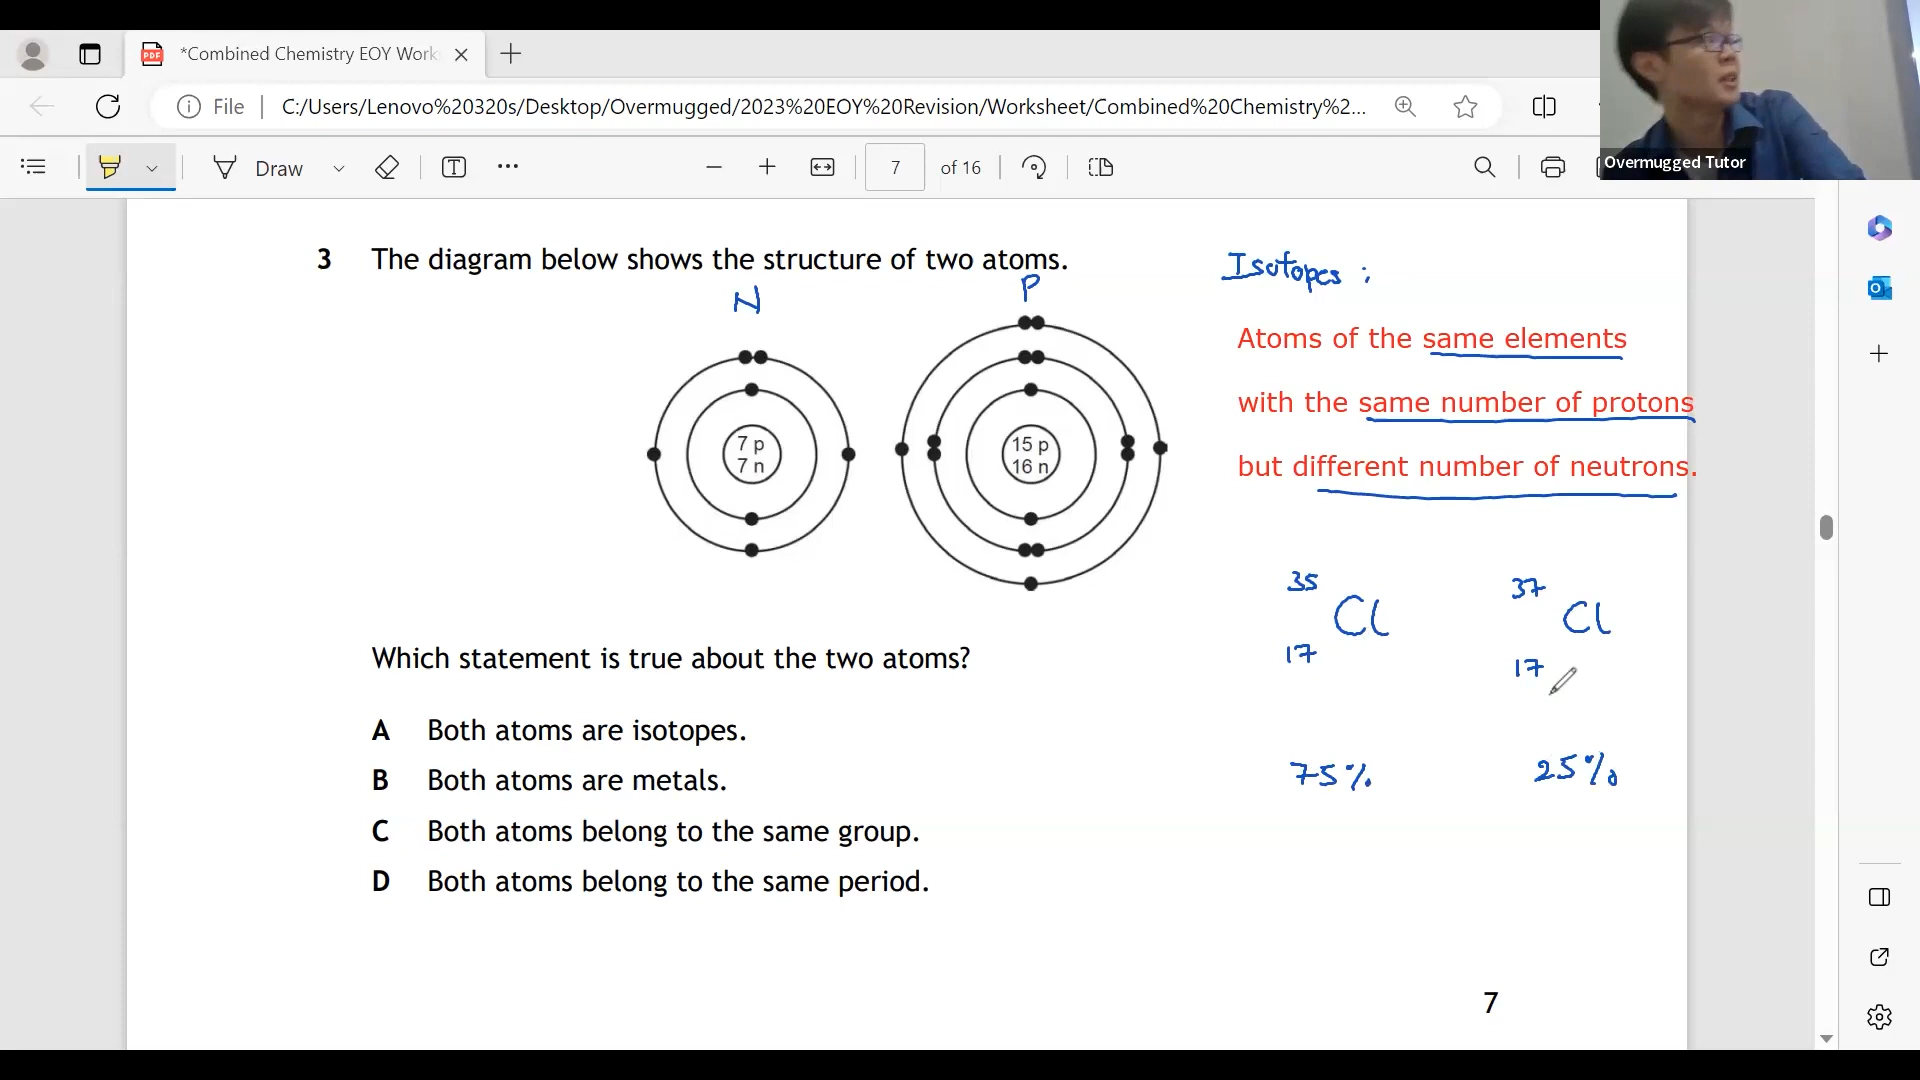 *Combined Chemistry EOY Work
File
C:/Users/Lenovo%20320s/Desktop/Overmugged/2023%20EOY%20Revision/Worksheet/Combined%20Chemistry%2...
Draw
7 of 16
Overmugged Tutor
3 The diagram below shows the structure of two atoms.
N
P
7 p
7 n
15 p
16 n
Isotopes :
Atoms of the same elements
with the same number of protons
but different number of neutrons.
35 Cl 17
37 Cl 17
75%
25%
Which statement is true about the two atoms?
A Both atoms are isotopes.
B Both atoms are metals.
C Both atoms belong to the same group.
D Both atoms belong to the same period.
7